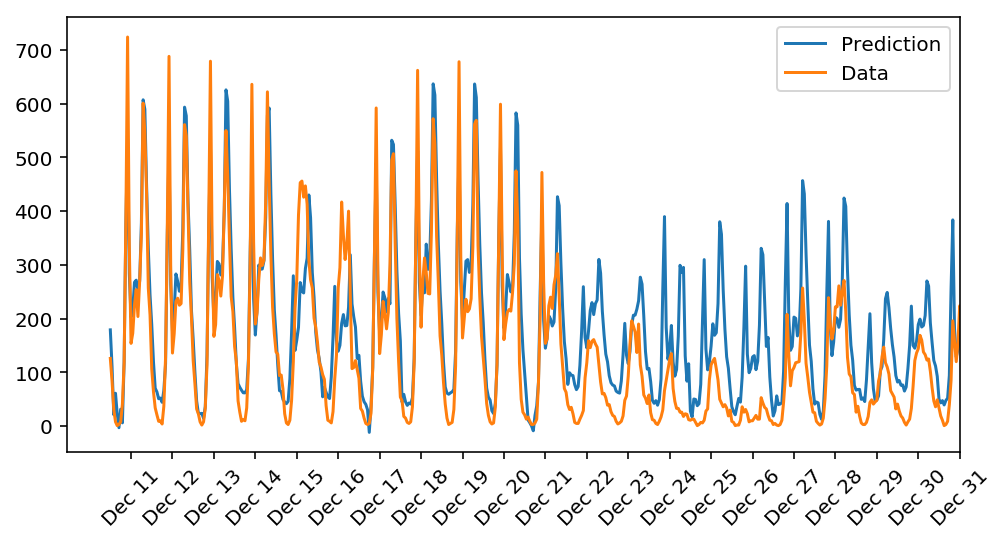 700
600
500
400
300
200
100
0
Prediction
Data
Dec 11
Dec 12
Dec 13
Dec 14
Dec 15
Dec 16
Dec 17
Dec 18
Dec 19
Dec 20
Dec 21
Dec 22
Dec 23
Dec 24
Dec 25
Dec 26
Dec 27
Dec 28
Dec 29
Dec 30
Dec 31